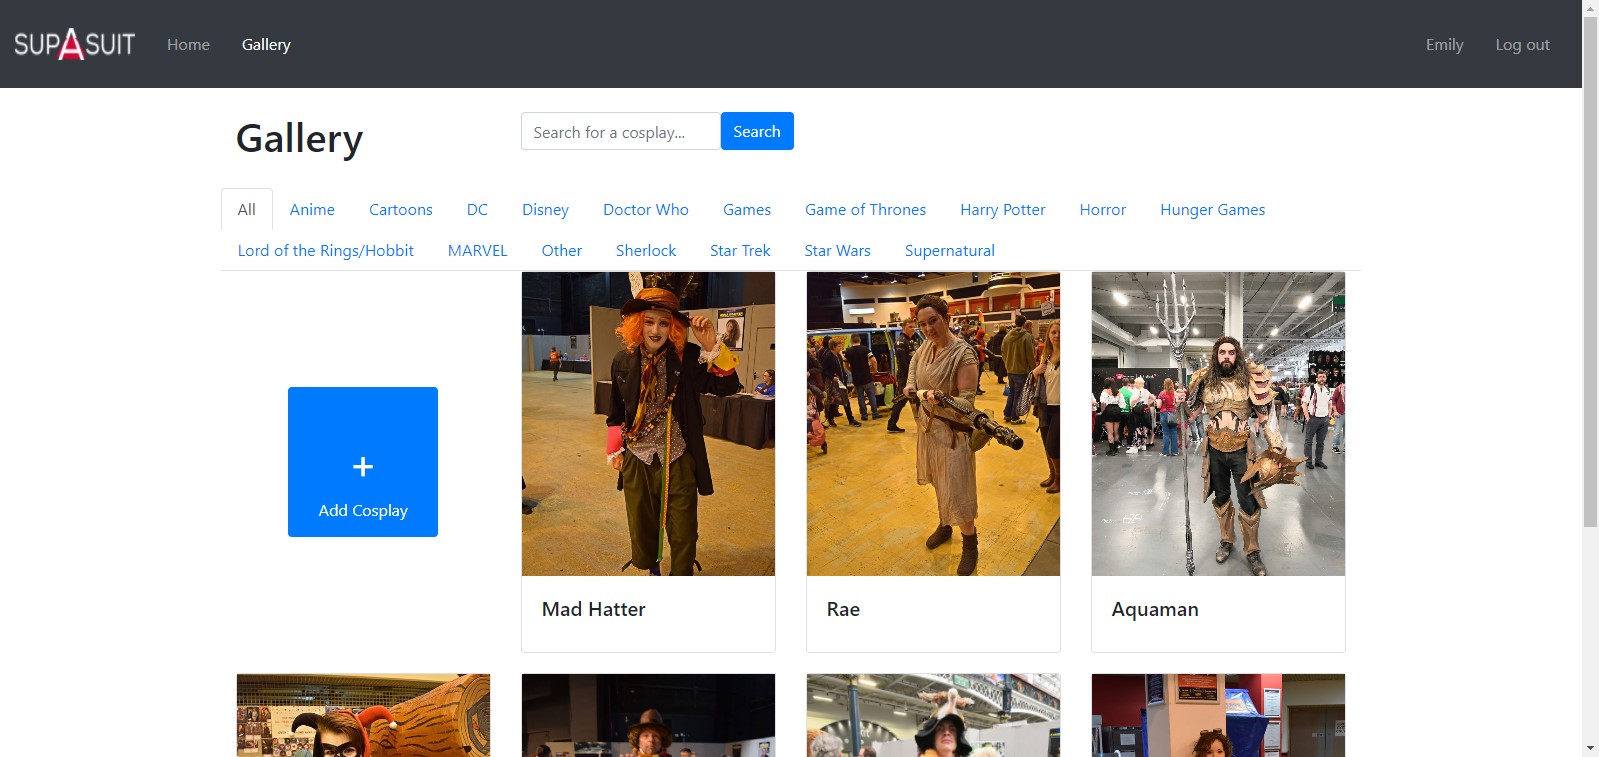 SUPASUIT Home Gallery Emily Log out
Gallery
Search for a cosplay... Search
All Anime Cartoons DC Disney Doctor Who Games Game of Thrones Harry Potter Horror Hunger Games
Lord of the Rings/Hobbit MARVEL Other Sherlock Star Trek Star Wars Supernatural
+
Add Cosplay
Mad Hatter
Rae
Aquaman